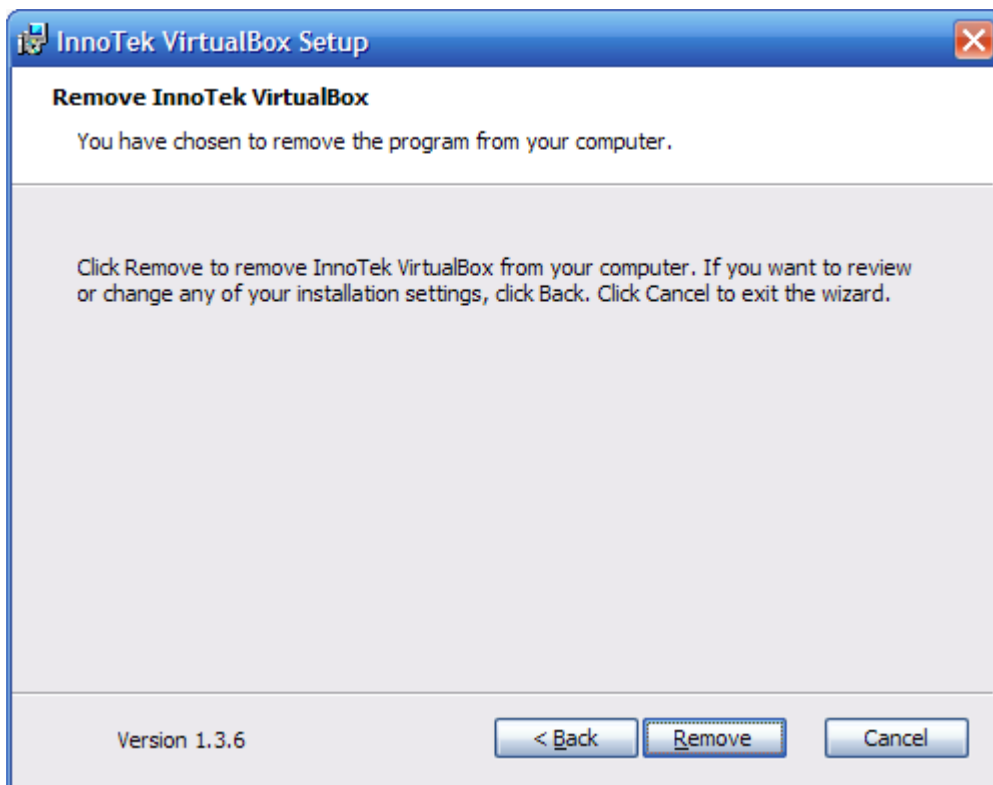 InnoTek VirtualBox Setup
Remove InnoTek VirtualBox
You have chosen to remove the program from your computer.
Click Remove to remove InnoTek VirtualBox from your computer. If you want to review
or change any of your installation settings, click Back. Click Cancel to exit the wizard.
Version 1.3.6 < Back Remove Cancel